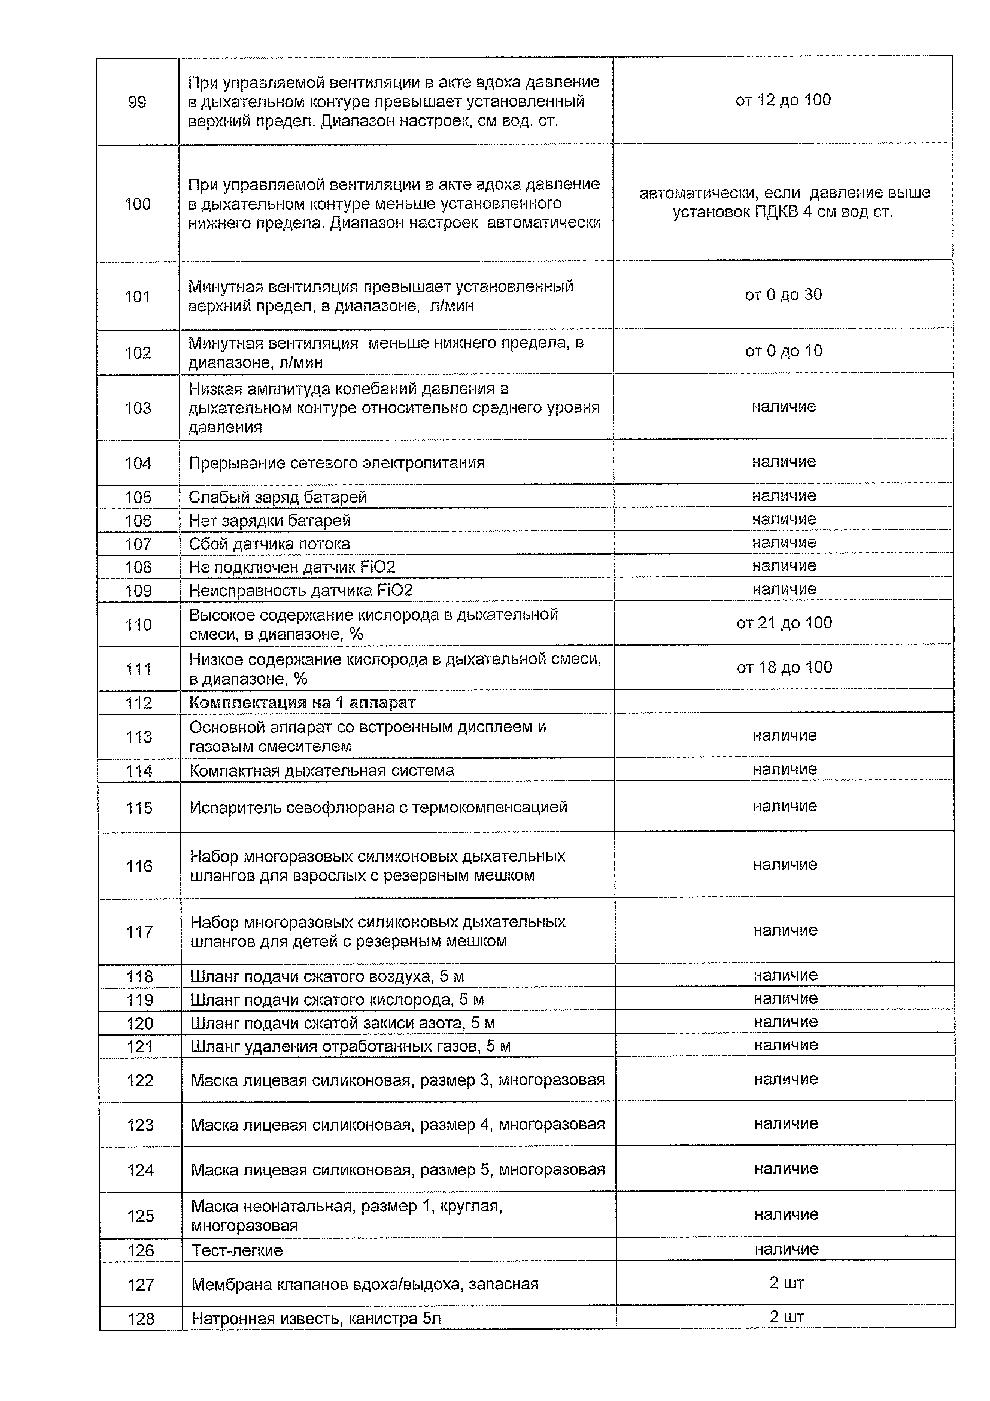 99
При управляемой вентиляции в акте вдоха давление
в дыхательном контуре превышает установленный
верхний предел. Диапазон настроек, см вод. ст.
от 12 до 100
100
При управляемой вентиляции в акте вдоха давление
в дыхательном контуре меньше установленного
нижнего предела. Диапазон настроек автоматически
автоматически, если давление выше
установок ПДКВ 4 см вод ст.
101
Минутная вентиляция превышает установленный
верхний предел, в диапазоне, л/мин
от 0 до 30
102
Минутная вентиляция меньше нижнего предела, в
диапазоне, л/мин
от 0 до 10
103
Низкая амплитуда колебаний давления в
дыхательном контуре относительно среднего уровня
давления
наличие
104
Прерывание сетевого электропитания
наличие
105
Слабый заряд батарей
наличие
106
Нет зарядки батарей
наличие
107
Сбой датчика потока
наличие
108
Не подключен датчик FiO2
наличие
109
Неисправность датчика FiO2
наличие
110
Высокое содержание кислорода в дыхательной
смеси, в диапазоне, %
от 21 до 100
111
Низкое содержание кислорода в дыхательной смеси,
в диапазоне, %
от 18 до 100
112
Комплектация на 1 аппарат
113
Основной аппарат со встроенным дисплеем и
газовым смесителем
наличие
114
Компактная дыхательная система
наличие
115
Испаритель севофлюрана с термокомпенсацией
наличие
116
Набор многоразовых силиконовых дыхательных
шлангов для взрослых с резервным мешком
наличие
117
Набор многоразовых силиконовых дыхательных
шлангов для детей с резервным мешком
наличие
118
Шланг подачи сжатого воздуха, 5 м
наличие
119
Шланг подачи сжатого кислорода, 5 м
наличие
120
Шланг подачи сжатой закиси азота, 5 м
наличие
121
Шланг удаления отработанных газов, 5 м
наличие
122
Маска лицевая силиконовая, размер 3, многоразовая
наличие
123
Маска лицевая силиконовая, размер 4, многоразовая
наличие
124
Маска лицевая силиконовая, размер 5, многоразовая
наличие
125
Маска неонатальная, размер 1, круглая,
многоразовая
наличие
126
Тест-легкие
наличие
127
Мембрана клапанов вдоха/выдоха, запасная
2 шт
128
Натронная известь, канистра 5л
2 шт